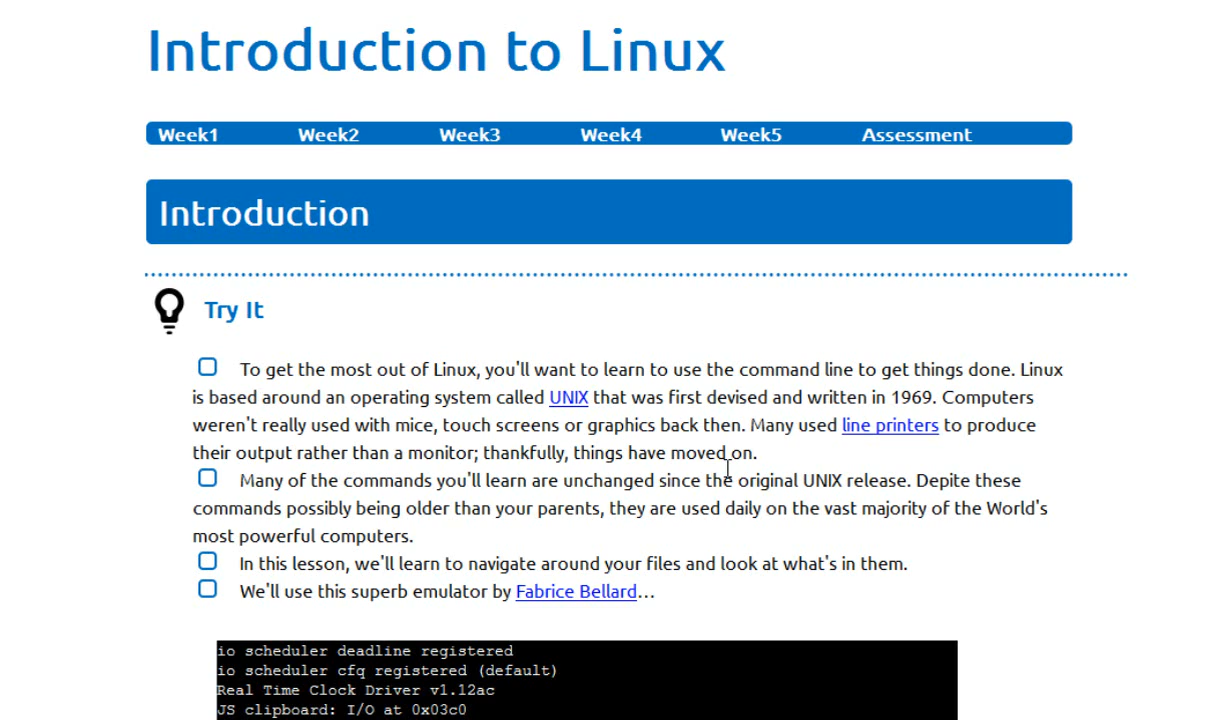 Introduction to Linux
Week1 Week2 Week3 Week4 Week5 Assessment
Introduction
Try It
To get the most out of Linux, you'll want to learn to use the command line to get things done. Linux
is based around an operating system called UNIX that was first devised and written in 1969. Computers
weren't really used with mice, touch screens or graphics back then. Many used line printers to produce
their output rather than a monitor; thankfully, things have moved on.
Many of the commands you'll learn are unchanged since the original UNIX release. Depite these
commands possibly being older than your parents, they are used daily on the vast majority of the World's
most powerful computers.
In this lesson, we'll learn to navigate around your files and look at what's in them.
We'll use this superb emulator by Fabrice Bellard...
io scheduler deadline registered
io scheduler cfq registered (default)
Real Time Clock Driver v1.12ac
JS clipboard: I/O at 0x03c0